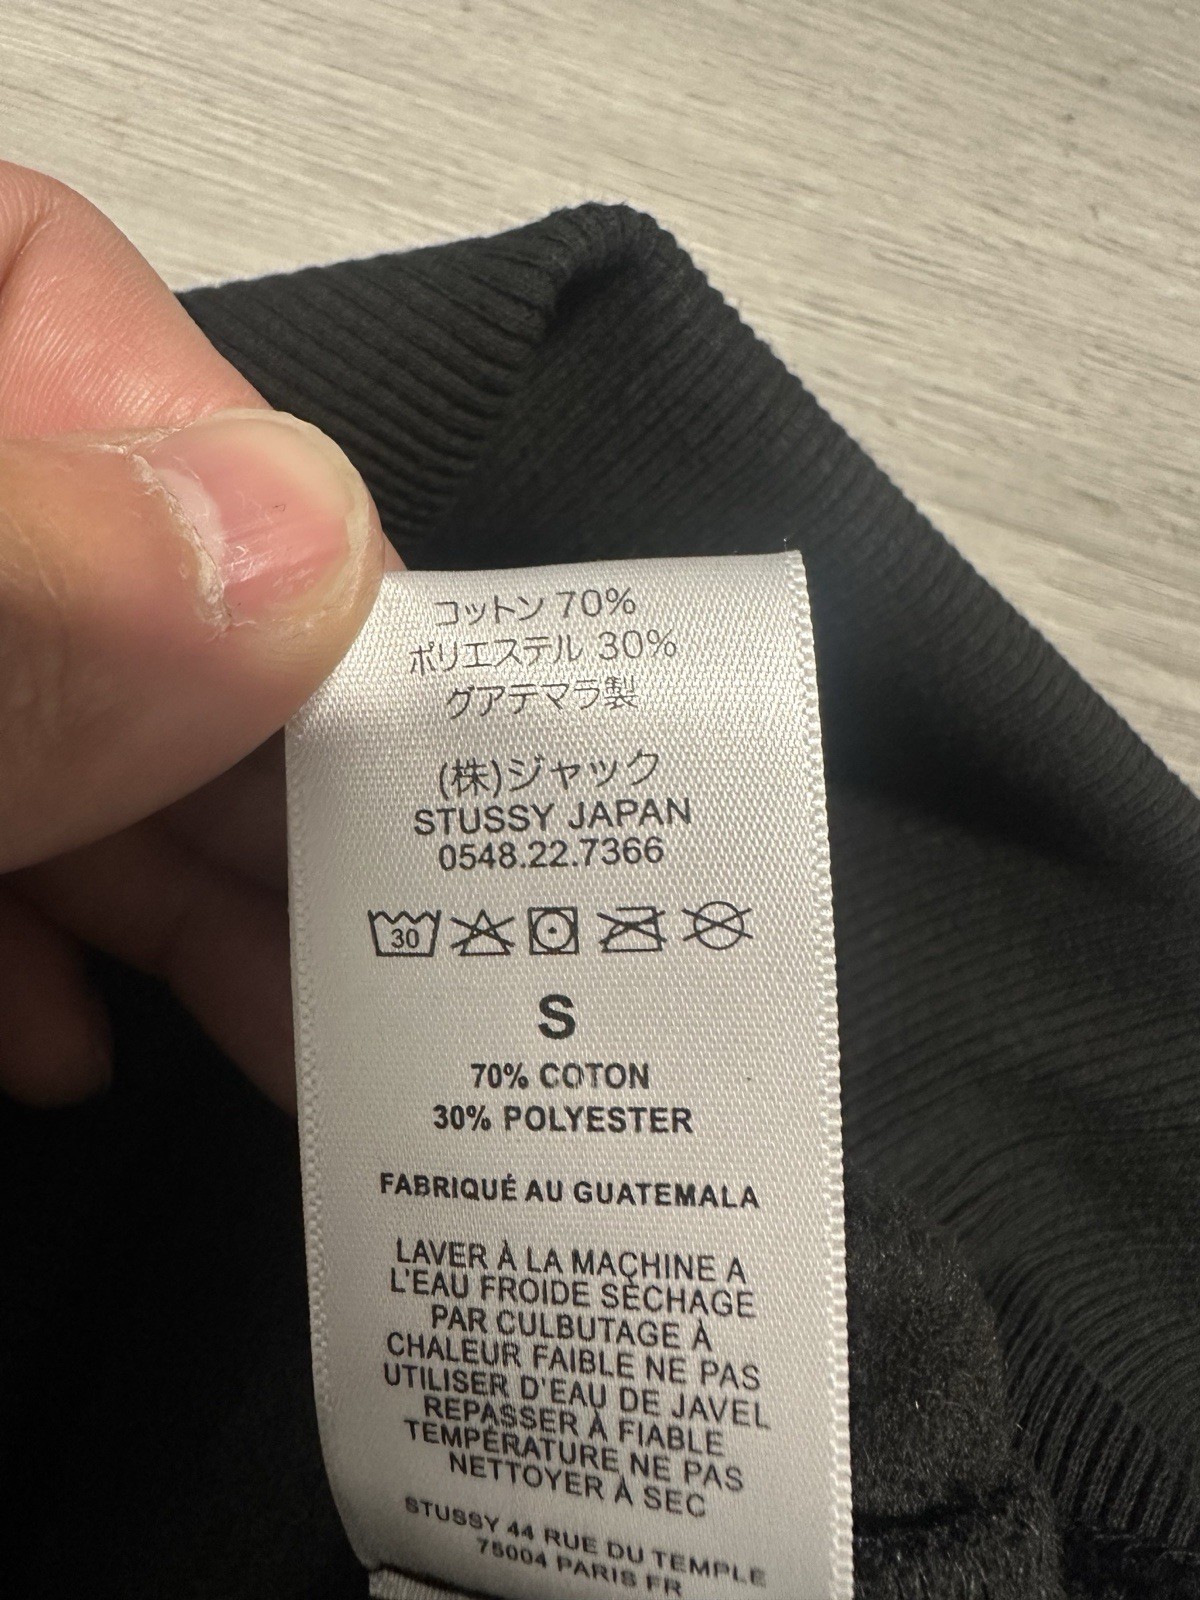 コットン 70%
ポリエステル 30%
グアテマラ製
(株)ジャック
STUSSY JAPAN
0548.22.7366
30
S
70% COTON
30% POLYESTER
FABRIQUÉ AU GUATEMALA
LAVER À LA MACHINE A
L'EAU FROIDE SÉCHAGE
PAR CULBUTAGE À
CHALEUR FAIBLE NE PAS
UTILISER D'EAU DE JAVEL
REPASSER À FIABLE
TEMPÉRATURE NE PAS
NETTOYER À SEC
STUSSY 44 RUE DU TEMPLE
75004 PARIS FR